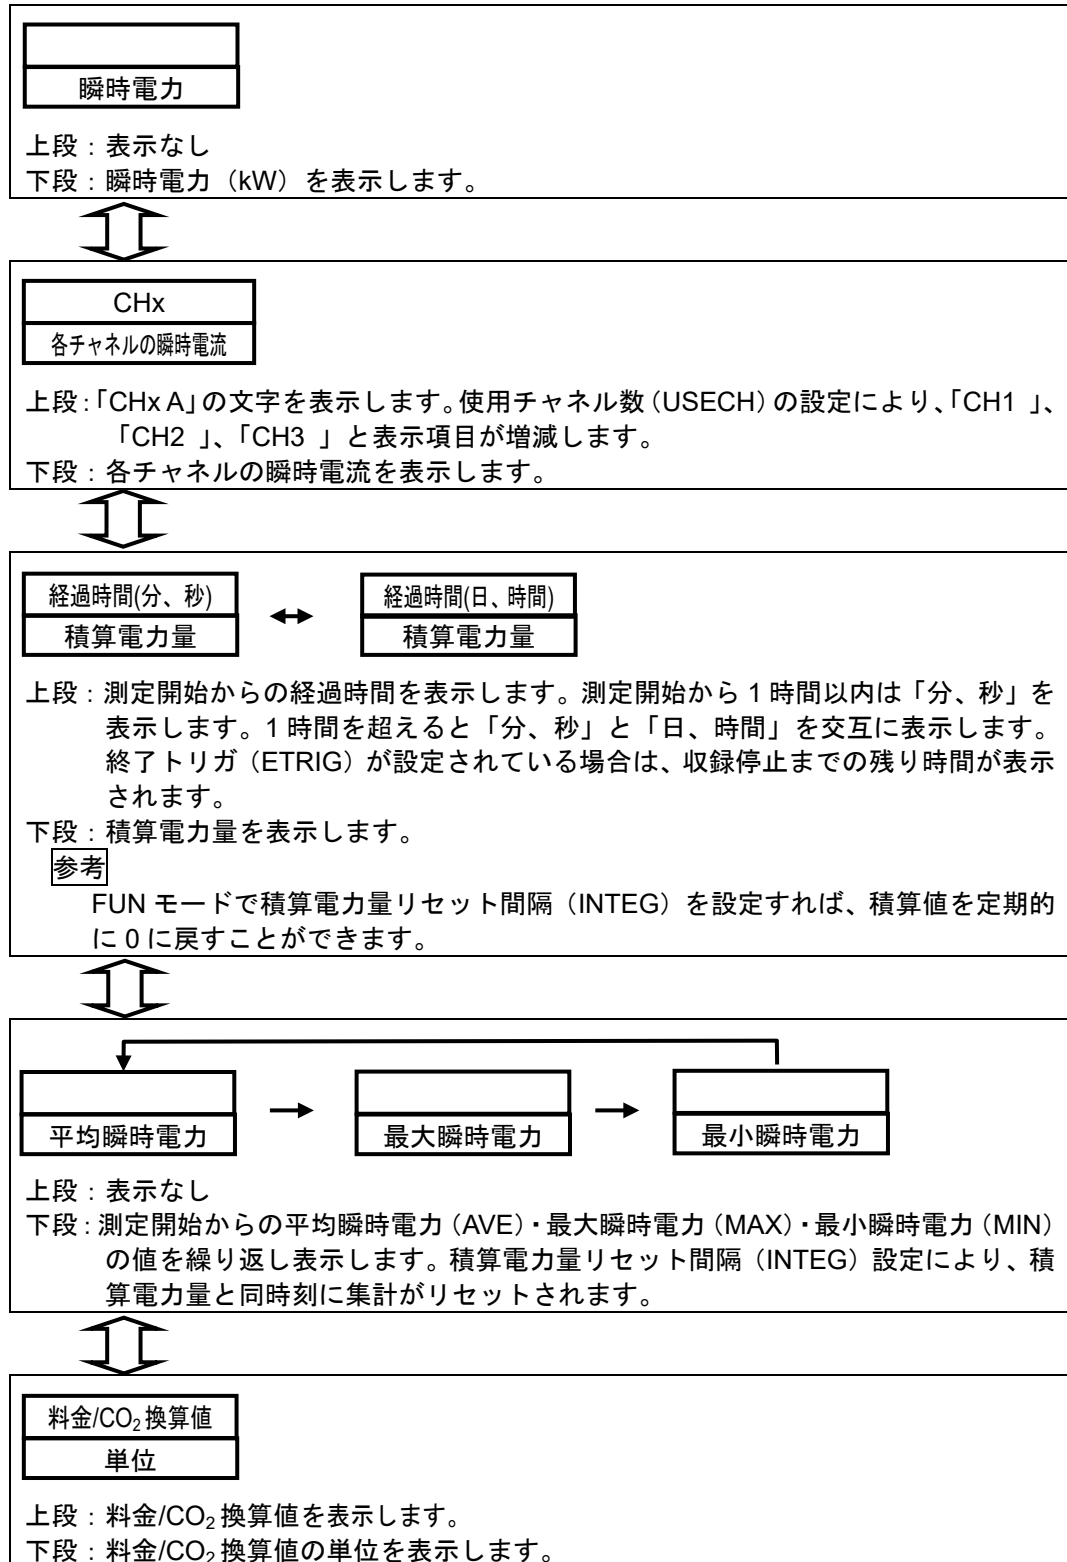 瞬時電力
上段：表示なし
下段：瞬時電力（kW）を表示します。
CHx
各チャネルの瞬時電流
上段：「CHx A」の文字を表示します。使用チャネル数（USECH）の設定により、「CH1 」、
「CH2 」、「CH3 」と表示項目が増減します。
下段：各チャネルの瞬時電流を表示します。
経過時間(分、秒) 経過時間(日、時間)
積算電力量 積算電力量
上段：測定開始からの経過時間を表示します。測定開始から 1 時間以内は「分、秒」を
表示します。1 時間を超えると「分、秒」と「日、時間」を交互に表示します。
終了トリガ（ETRIG）が設定されている場合は、収録停止までの残り時間が表示
されます。
下段：積算電力量を表示します。
参考
FUN モードで積算電力量リセット間隔（INTEG）を設定すれば、積算値を定期的
に 0 に戻すことができます。
平均瞬時電力 最大瞬時電力 最小瞬時電力
上段：表示なし
下段：測定開始からの平均瞬時電力（AVE）・最大瞬時電力（MAX）・最小瞬時電力（MIN）
の値を繰り返し表示します。積算電力量リセット間隔（INTEG）設定により、積
算電力量と同時刻に集計がリセットされます。
料金/CO₂ 換算値
単位
上段：料金/CO₂ 換算値を表示します。
下段：料金/CO₂ 換算値の単位を表示します。